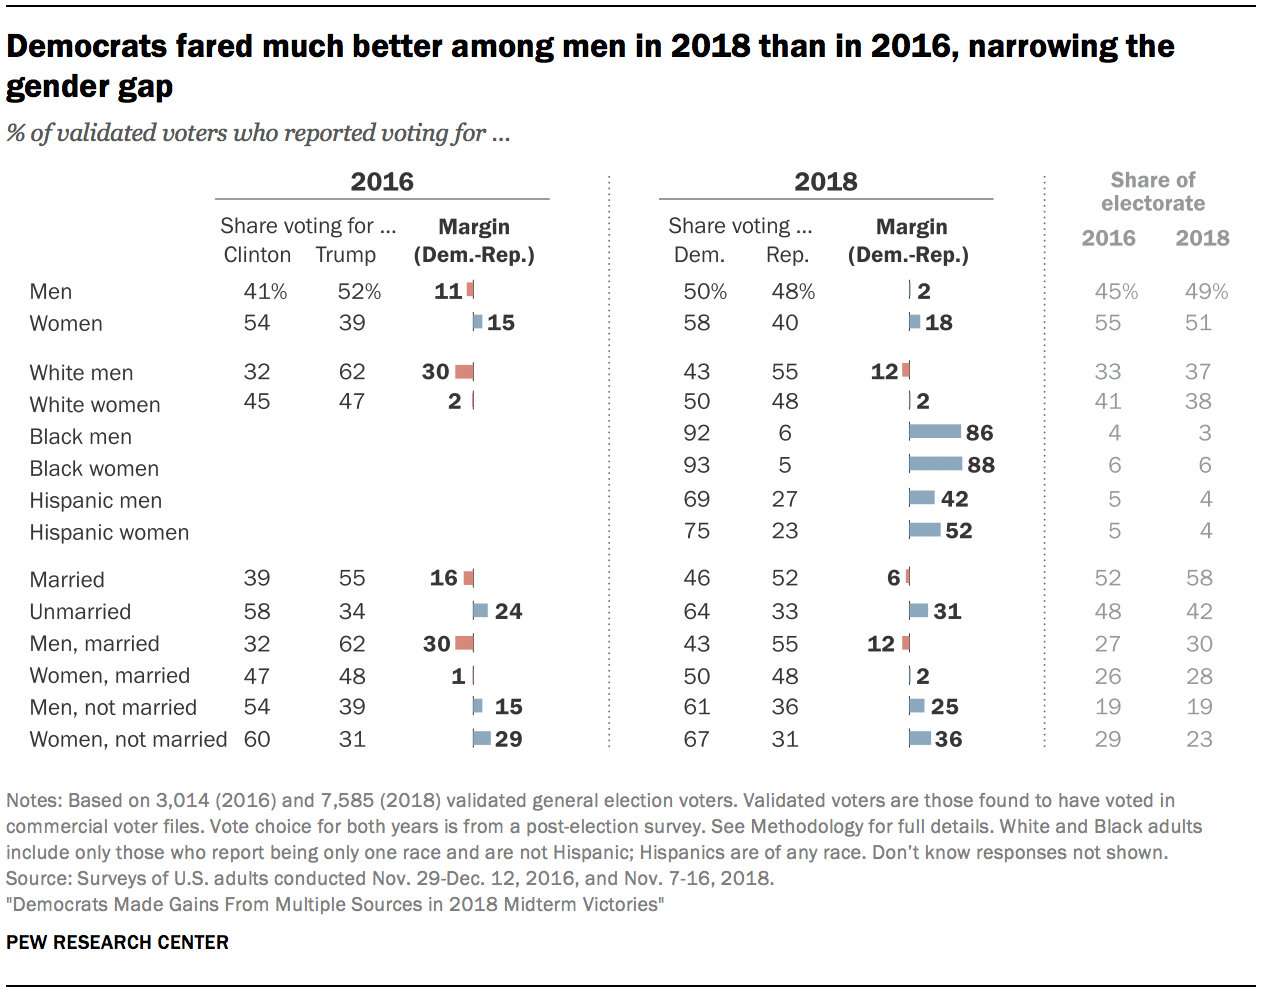 Democrats fared much better among men in 2018 than in 2016, narrowing the
gender gap
% of validated voters who reported voting for ...
2016 2018 Share of
electorate
Share voting for ... Margin Share voting ... Margin 2016 2018
Clinton Trump (Dem.-Rep.) Dem. Rep. (Dem.-Rep.)
Men 41% 52% 11 50% 48% 2 45% 49%
Women 54 39 15 58 40 18 55 51
White men 32 62 30 43 55 12 33 37
White women 45 47 2 50 48 2 41 38
Black men 92 6 86 4 3
Black women 93 5 88 6 6
Hispanic men 69 27 42 5 4
Hispanic women 75 23 52 5 4
Married 39 55 16 46 52 6 52 58
Unmarried 58 34 24 64 33 31 48 42
Men, married 32 62 30 43 55 12 27 30
Women, married 47 48 1 50 48 2 26 28
Men, not married 54 39 15 61 36 25 19 19
Women, not married 60 31 29 67 31 36 29 23
Notes: Based on 3,014 (2016) and 7,585 (2018) validated general election voters. Validated voters are those found to have voted in
commercial voter files. Vote choice for both years is from a post-election survey. See Methodology for full details. White and Black adults
include only those who report being only one race and are not Hispanic; Hispanics are of any race. Don't know responses not shown.
Source: Surveys of U.S. adults conducted Nov. 29-Dec. 12, 2016, and Nov. 7-16, 2018.
"Democrats Made Gains From Multiple Sources in 2018 Midterm Victories"
PEW RESEARCH CENTER